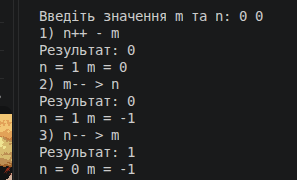 Введіть значення m та n: 0 0
1) n++ - m
Результат: 0
n = 1 m = 0
2) m-- > n
Результат: 0
n = 1 m = -1
3) n-- > m
Результат: 1
n = 0 m = -1